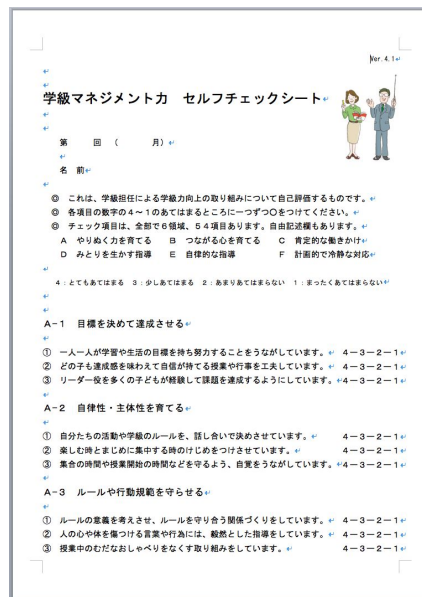 Ver. 4.1
学級マネジメント力　セルフチェックシート
第　　回　（　　　月）
名　前
◎　これは、学級担任による学級力向上の取り組みについて自己評価するものです。
◎　各項目の数字の４～１のあてはまるところに一つずつ○をつけてください。
◎　チェック項目は、全部で６領域、５４項目あります。自由記述欄もあります。
Ａ　やりぬく力を育てる　　Ｂ　つながる心を育てる　　Ｃ　肯定的な働きかけ
Ｄ　みとりを生かす指導　　Ｅ　自律的な指導　　Ｆ　計画的で冷静な対応
４：とてもあてはまる　３：少しあてはまる　２：あまりあてはまらない　１：まったくあてはまらない
Ａ－１　目標を決めて達成させる
①　一人一人が学習や生活の目標を持ち努力することをうながしています。　４－３－２－１
②　どの子も達成感を味わえて自信が持てる授業や行事を工夫しています。　４－３－２－１
③　リーダー役を多くの子どもが経験して課題を達成するようにしています。４－３－２－１
Ａ－２　自律性・主体性を育てる
①　自分たちの活動や学級のルールを、話し合いで決めさせています。　４－３－２－１
②　楽しむ時とまじめに集中する時のけじめをつけさせています。　４－３－２－１
③　集合の時間や授業開始の時間などを守るよう、自覚をうながしています。４－３－２－１
Ａ－３　ルールや行動規範を守らせる
①　ルールの意義を考えさせ、ルールを守り合う関係づくりをしています。　４－３－２－１
②　人の心や体を傷つける言葉や行為には、毅然とした指導をしています。　４－３－２－１
③　授業中のむだなおしゃべりをなくす取り組みをしています。　４－３－２－１